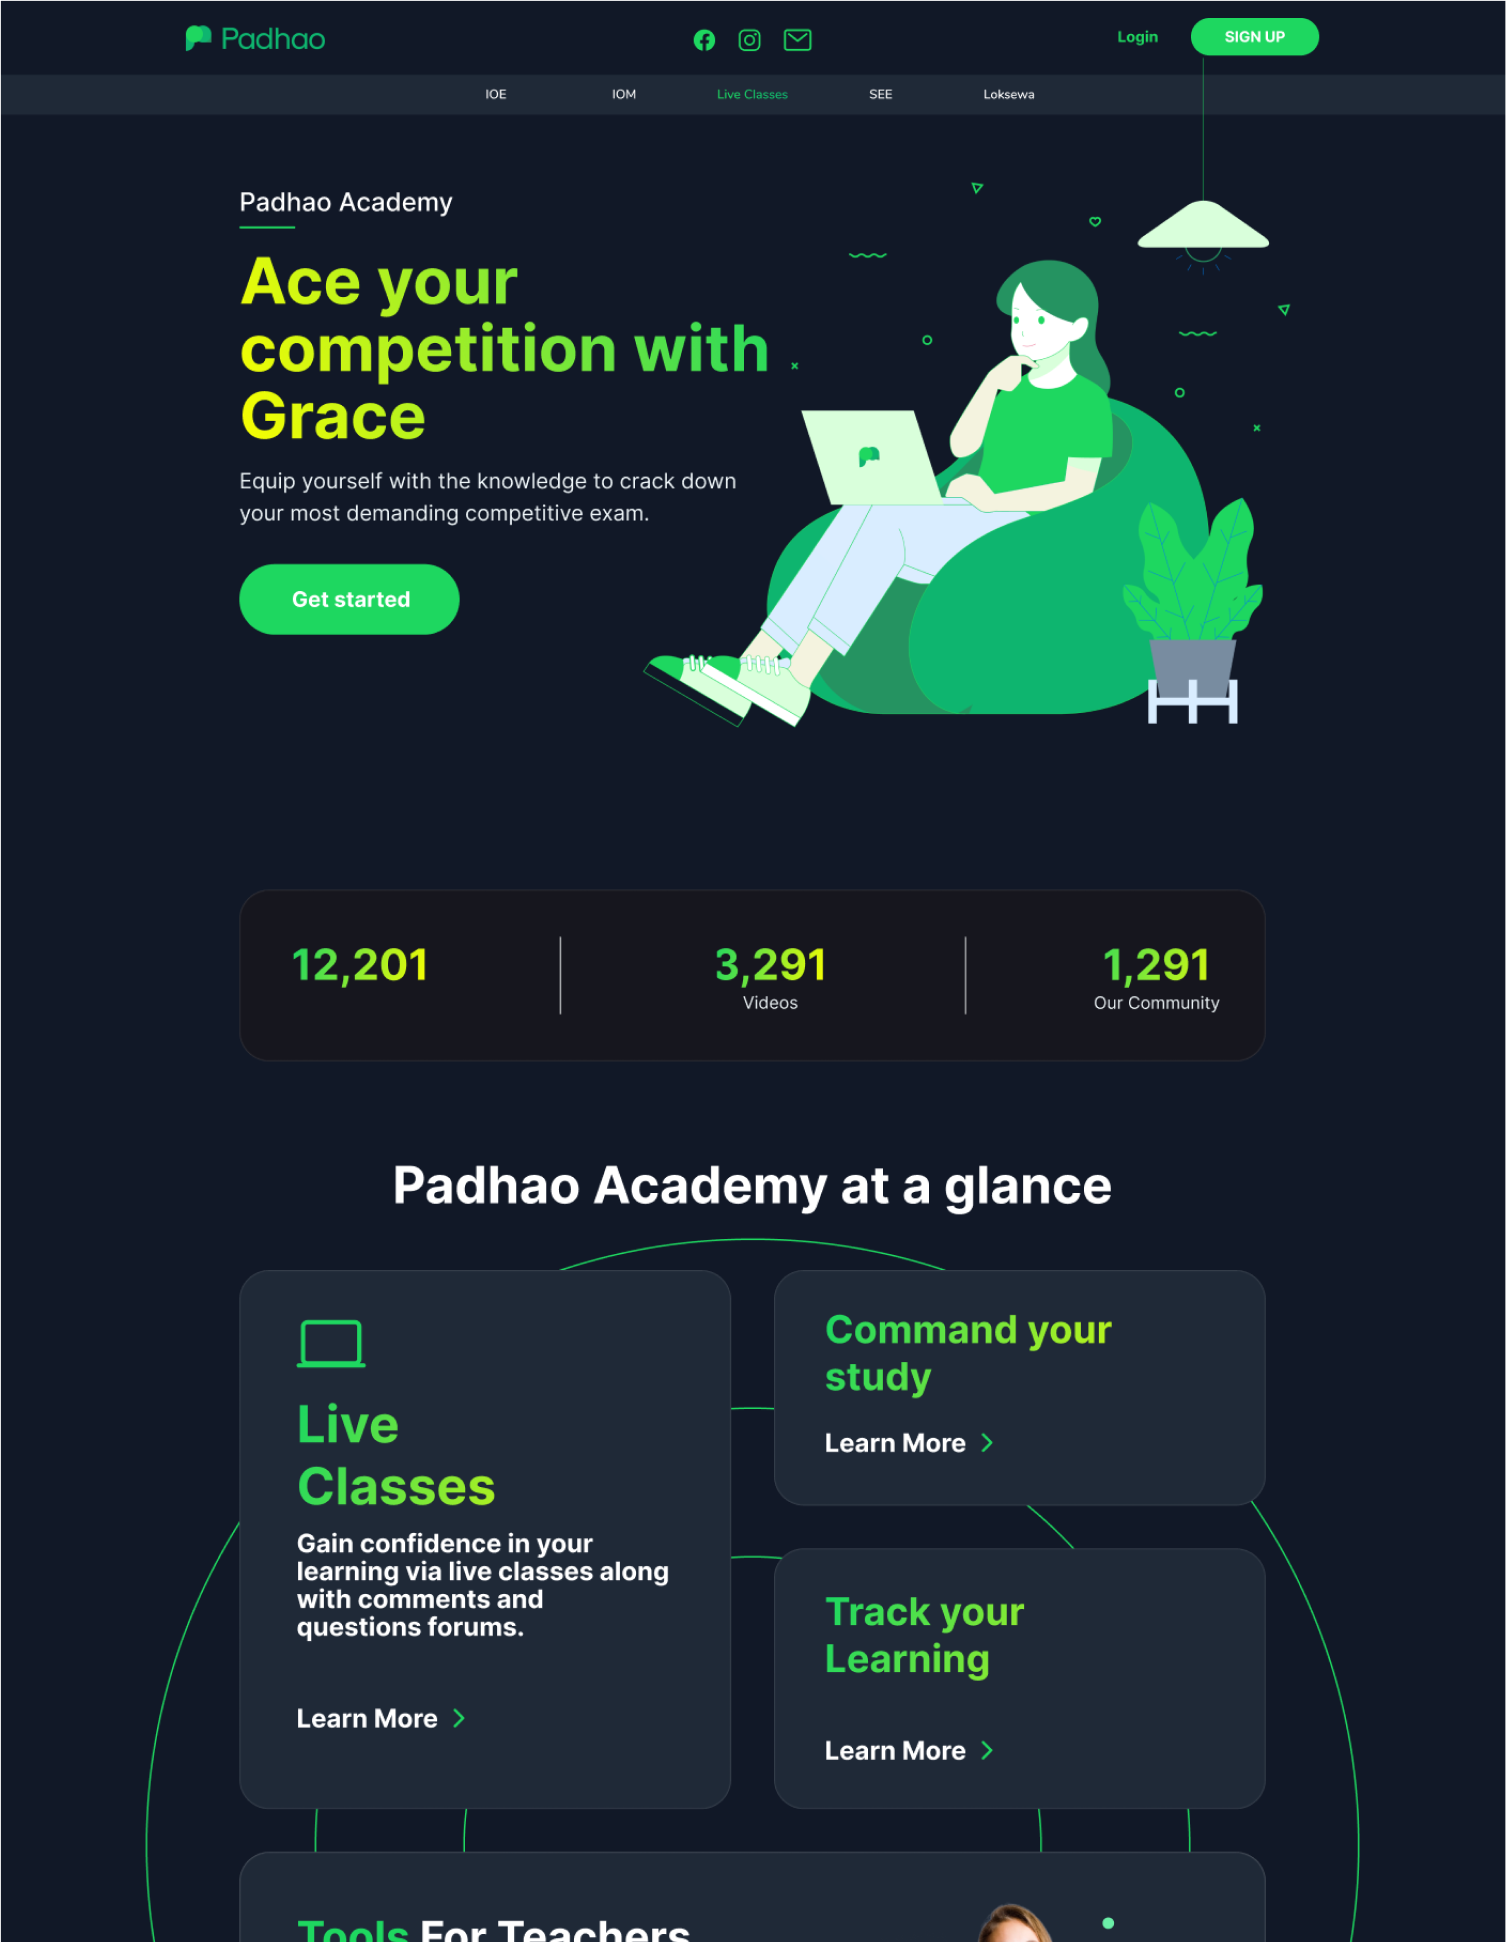 Padhao
Login
SIGN UP
IOE
IOM
Live Classes
SEE
Loksewa
Padhao Academy
Ace your
competition with
Grace
Equip yourself with the knowledge to crack down
your most demanding competitive exam.
Get started
12,201
3,291
Videos
1,291
Our Community
Padhao Academy at a glance
Live
Classes
Gain confidence in your
learning via live classes along
with comments and
questions forums.
Learn More
Command your
study
Learn More
Track your
Learning
Learn More
Tools For Teachers